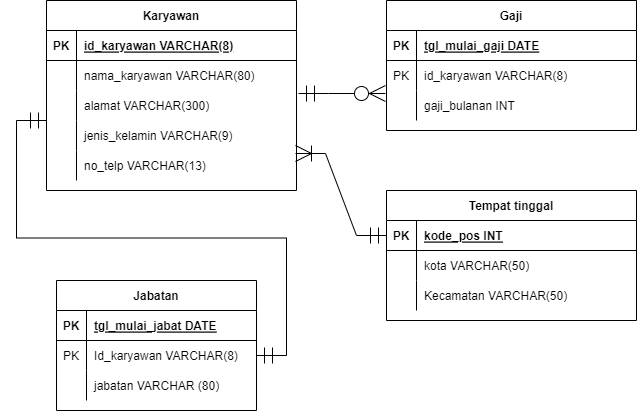 Karyawan
PK id_karyawan VARCHAR(8)
nama_karyawan VARCHAR(80)
alamat VARCHAR(300)
jenis_kelamin VARCHAR(9)
no_telp VARCHAR(13)
Gaji
PK tgl_mulai_gaji DATE
PK id_karyawan VARCHAR(8)
gaji_bulanan INT
Tempat tinggal
PK kode_pos INT
kota VARCHAR(50)
Kecamatan VARCHAR(50)
Jabatan
PK tgl_mulai_jabat DATE
PK Id_karyawan VARCHAR(8)
jabatan VARCHAR (80)